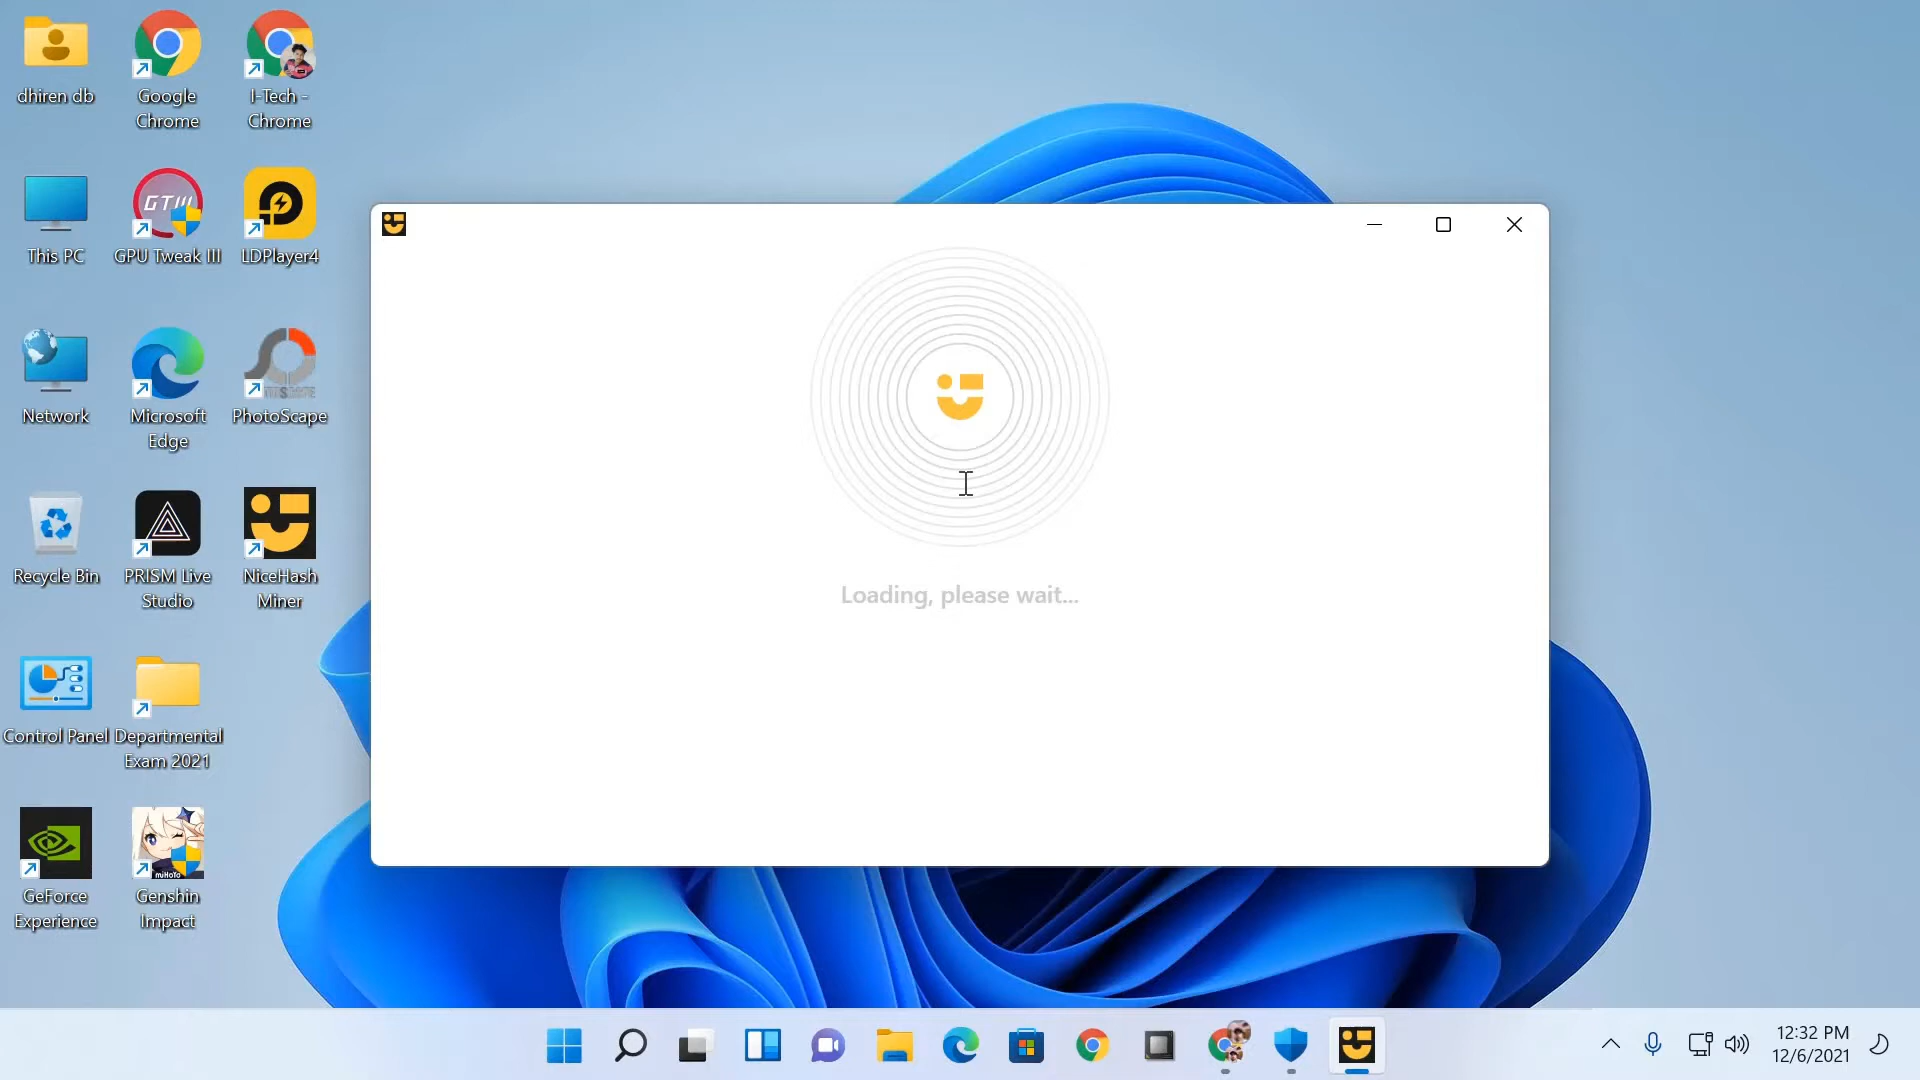 dhiren db
Google
Chrome
I-Tech -
Chrome
This PC
GTIII
GPU Tweak III
LDPlayer4
Network
Microsoft
Edge
PhotoScape
Recycle Bin
PRISM Live
Studio
NiceHash
Miner
Control Panel
Departmental
Exam 2021
GeForce
Experience
miHoYo
Genshin
Impact
Loading, please wait...
12:32 PM
12/6/2021